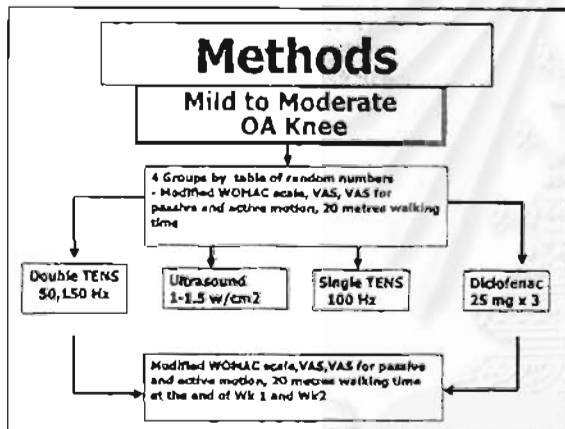 Methods
Mild to Moderate
OA Knee
4 Groups by table of random numbers
- Modified WOMAC scale, VAS, VAS for
passive and active motion, 20 metres walking
time
Double TENS
50,150 Hz
Ultrasound
1-1.5 w/cm2
Single TENS
100 Hz
Diclofenac
25 mg x 3
Modified WOMAC scale,VAS,VAS for passive
and active motion, 20 metres walking time
at the end of Wk 1 and Wk2